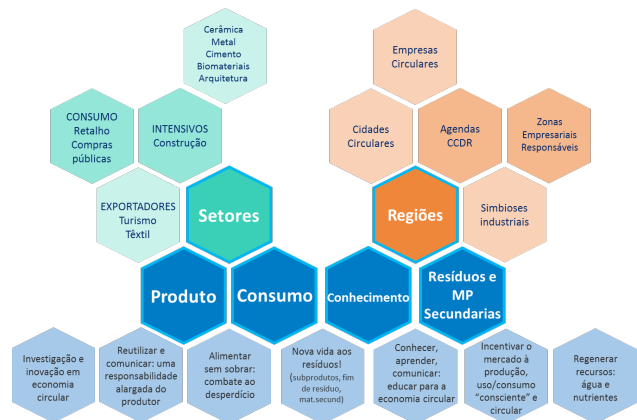 Cerâmica
Metal
Cimento
Biomateriais
Arquitetura
Empresas
Circulares
CONSUMO
Retalho
Compras
públicas
INTENSIVOS
Construção
Cidades
Circulares
Agendas
CCDR
Zonas
Empresariais
Responsáveis
EXPORTADORES
Turismo
Têxtil
Setores
Regiões
Simbioses
industriais
Produto
Consumo
Conhecimento
Resíduos e
MP
Secundarias
Investigação e
inovação em
economia
circular
Reutilizar e
comunicar: uma
responsabilidade
alargada do
produtor
Alimentar
sem sobrar:
combate ao
desperdício
Nova vida aos
resíduos!
(subprodutos, fim
de resíduo,
mat.secund)
Conhecer,
aprender,
comunicar:
educar para a
economia circular
Incentivar o
mercado à
produção,
uso/consumo
“consciente” e
circular
Regenerar
recursos:
água e
nutrientes